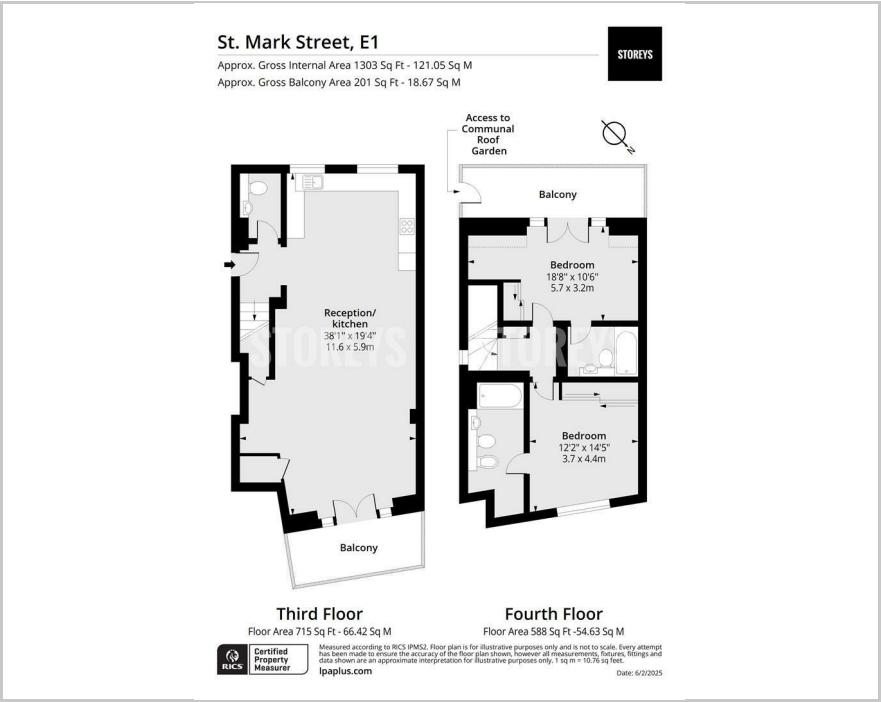 St. Mark Street, E1
Approx. Gross Internal Area 1303 Sq Ft - 121.05 Sq M
Approx. Gross Balcony Area 201 Sq Ft - 18.67 Sq M
STOREYS
Access to
Communal
Roof
Garden
N
Balcony
Bedroom
18'8" x 10'6"
5.7 x 3.2m
Reception/
kitchen
38'1" x 19'4"
11.6 x 5.9m
STOREYS
STOREYS
Bedroom
12'2" x 14'5"
3.7 x 4.4m
Balcony
Third Floor
Floor Area 715 Sq Ft - 66.42 Sq M
Fourth Floor
Floor Area 588 Sq Ft -54.63 Sq M
RICS
Certified
Property
Measurer
Measured according to RICS IPMS2. Floor plan is for illustrative purposes only and is not to scale. Every attempt
has been made to ensure the accuracy of the floor plan shown, however all measurements, fixtures, fittings and
data shown are an approximate interpretation for illustrative purposes only. 1 sq m = 10.76 sq feet.
lpaplus.com
Date: 6/2/2025